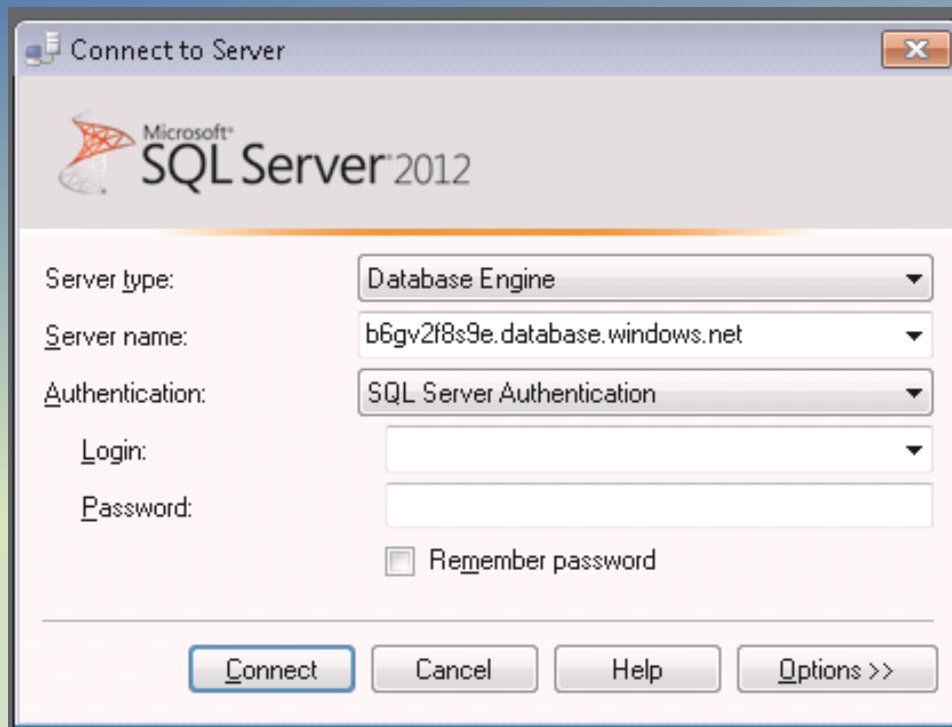 Connect to Server
Microsoft®
SQL Server® 2012
Server type: Database Engine
Server name: b6gv2f8s9e.database.windows.net
Authentication: SQL Server Authentication
Login:
Password:
Remember password
Connect Cancel Help Options >>